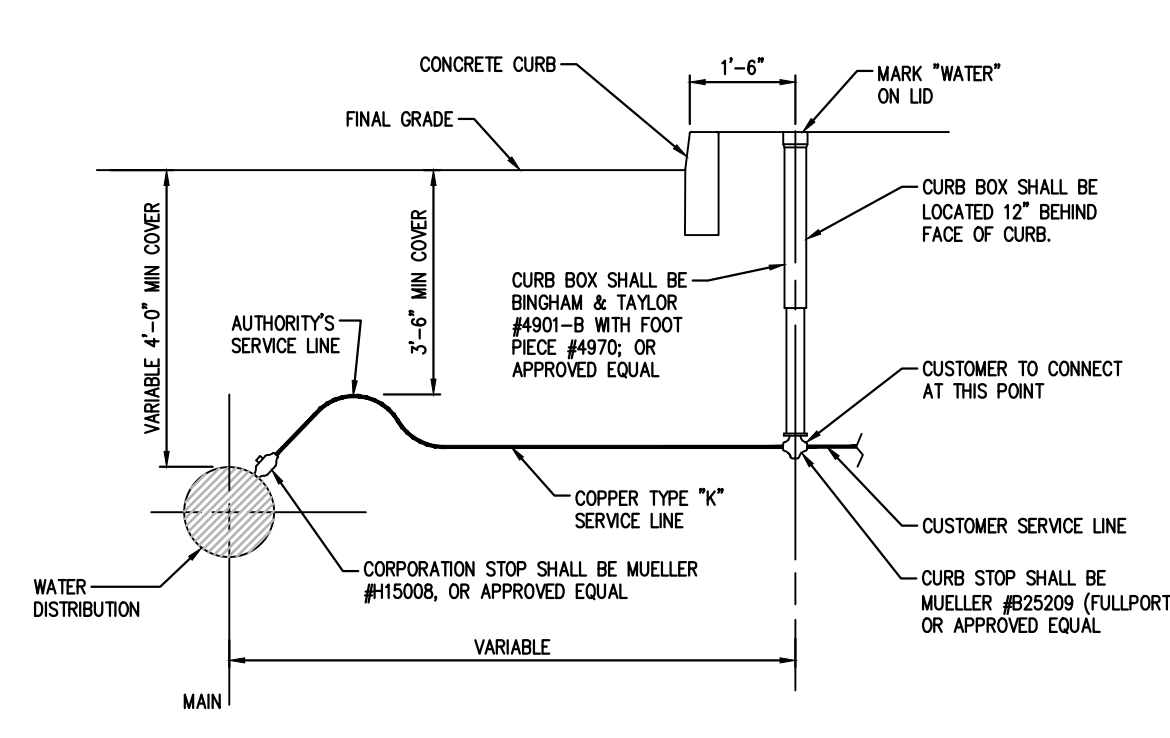 CONCRETE CURB
1'-6"
MARK "WATER"
ON LID
FINAL GRADE
VARIABLE 4'-0" MIN COVER
3'-6" MIN COVER
CURB BOX SHALL BE
LOCATED 12" BEHIND
FACE OF CURB.
CURB BOX SHALL BE
BINGHAM & TAYLOR
#4901-B WITH FOOT
PIECE #4970; OR
APPROVED EQUAL
AUTHORITY'S
SERVICE LINE
CUSTOMER TO CONNECT
AT THIS POINT
COPPER TYPE "K"
SERVICE LINE
CUSTOMER SERVICE LINE
CORPORATION STOP SHALL BE MUELLER
#H15008, OR APPROVED EQUAL
WATER
DISTRIBUTION
CURB STOP SHALL BE
MUELLER #B25209 (FULLPORT
OR APPROVED EQUAL
VARIABLE
MAIN